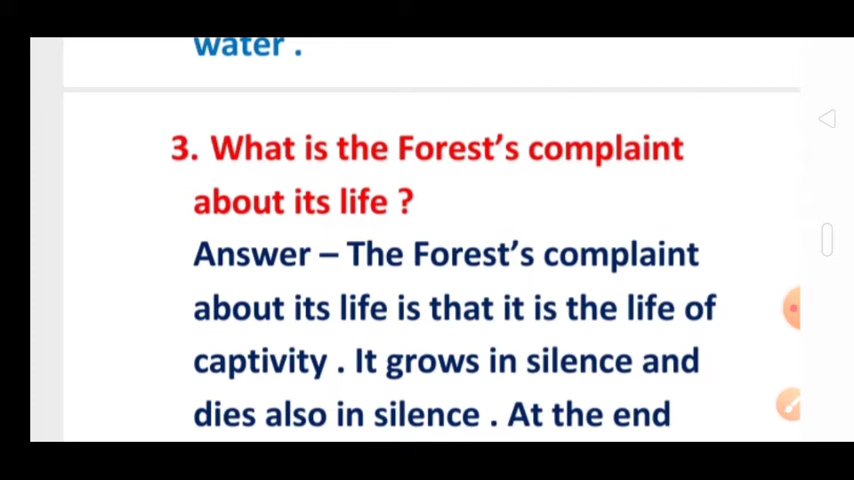 water .
3. What is the Forest's complaint
about its life ?
Answer – The Forest's complaint
about its life is that it is the life of
captivity . It grows in silence and
dies also in silence . At the end